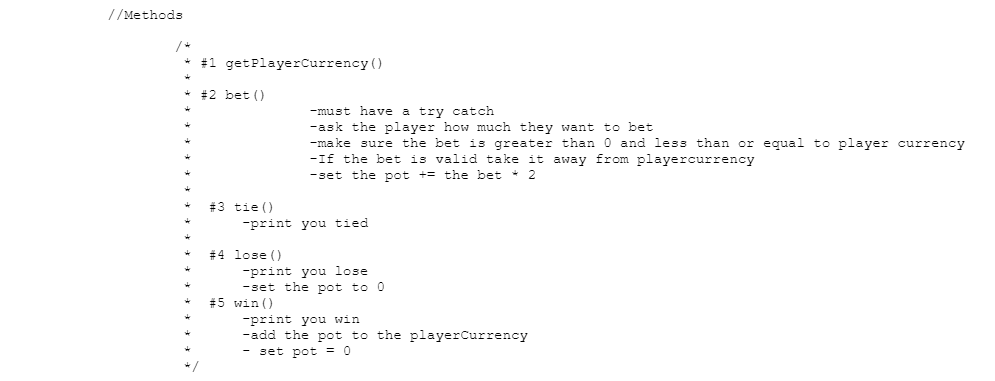 //Methods
/*
* #1 getPlayerCurrency()
*
* #2 bet()
* -must have a try catch
* -ask the player how much they want to bet
* -make sure the bet is greater than 0 and less than or equal to player currency
* -If the bet is valid take it away from playercurrency
* -set the pot += the bet * 2
*
* #3 tie()
* -print you tied
*
* #4 lose()
* -print you lose
* -set the pot to 0
* #5 win()
* -print you win
* -add the pot to the playerCurrency
* - set pot = 0
*/